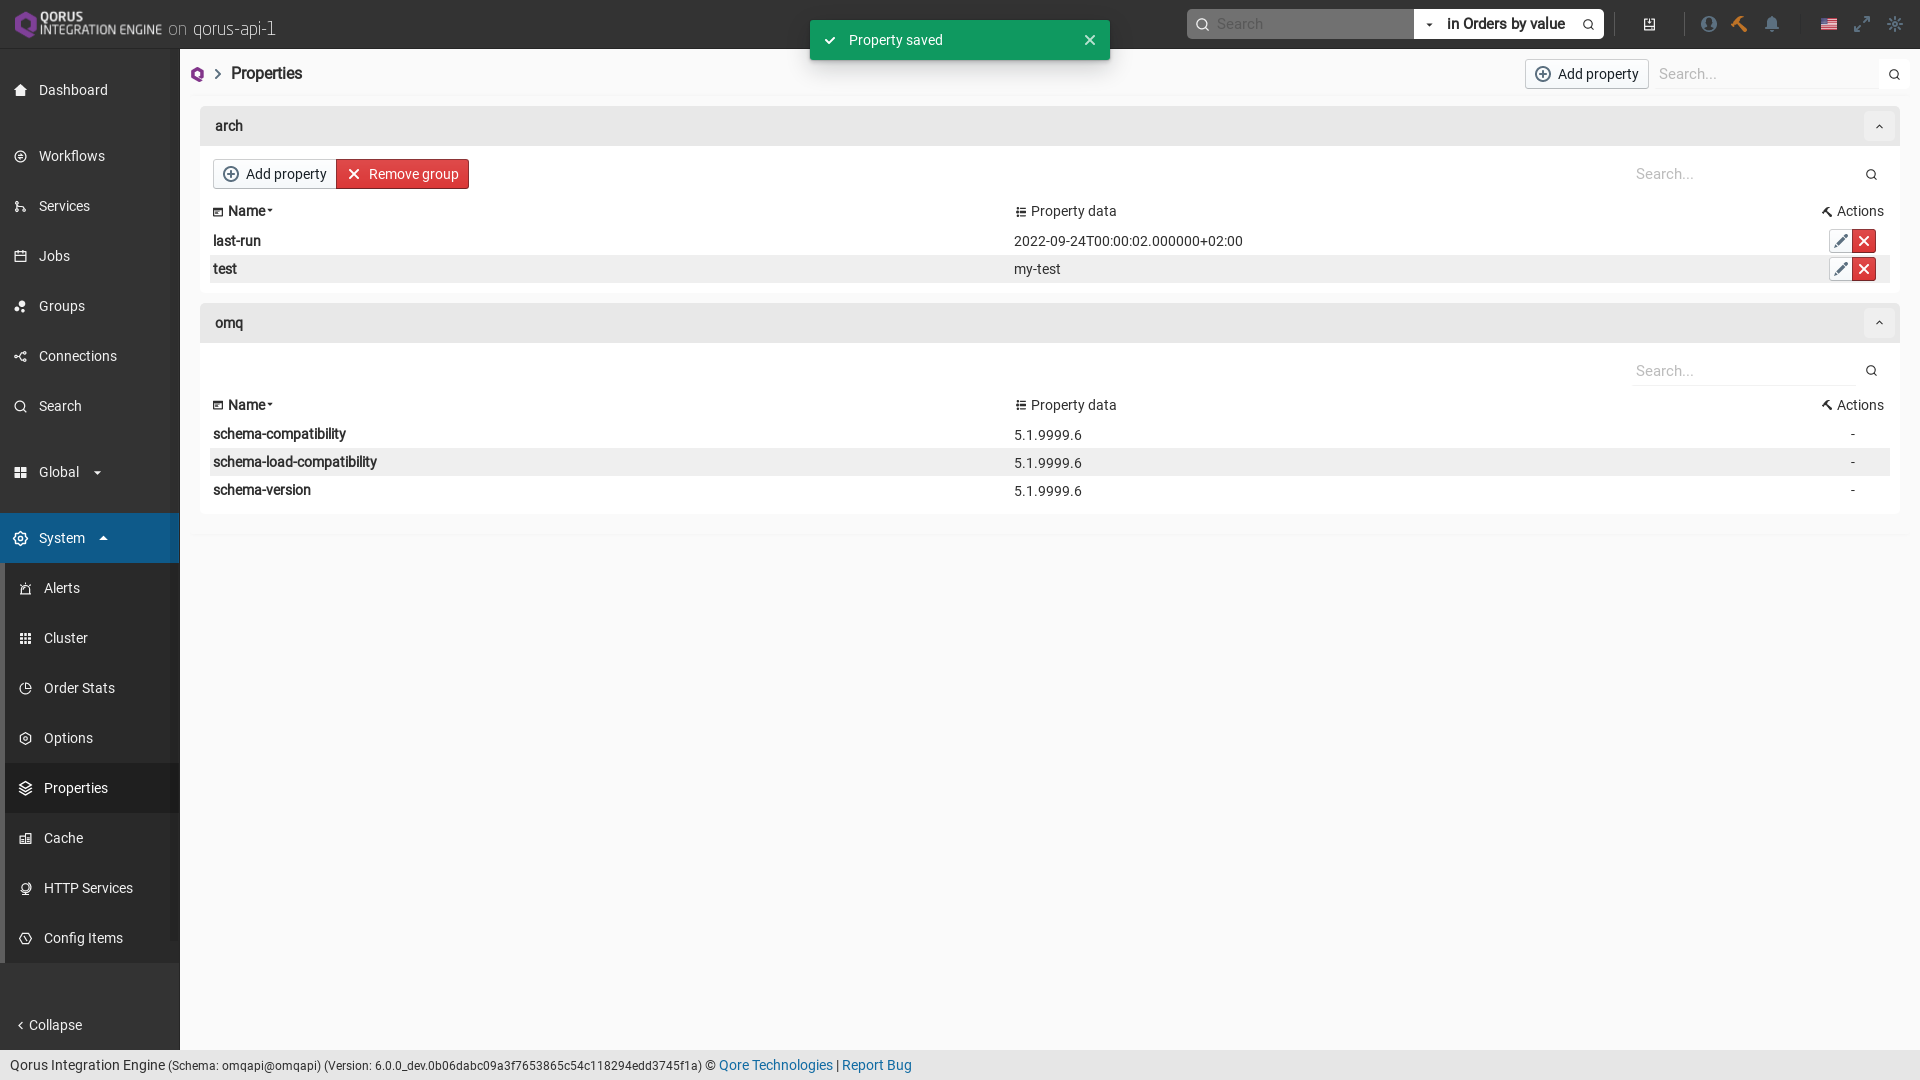 QORUS
INTEGRATION ENGINE on qorus-api-1
Search
in Orders by value
Property saved
Properties
Add property
Search...
Dashboard
Workflows
Services
Jobs
Groups
Connections
Search
Global
System
Alerts
Cluster
Order Stats
Options
Properties
Cache
HTTP Services
Config Items
Collapse
arch
Add property
Remove group
Search...
Name Property data Actions
last-run 2022-09-24T00:00:02.000000+02:00
test my-test
omq
Search...
Name Property data Actions
schema-compatibility 5.1.9999.6 -
schema-load-compatibility 5.1.9999.6 -
schema-version 5.1.9999.6 -
Qorus Integration Engine (Schema: omqapi@omqapi) (Version: 6.0.0_dev.0b06dabc09a3f7653865c54c118294edd3745f1a) © Qore Technologies | Report Bug